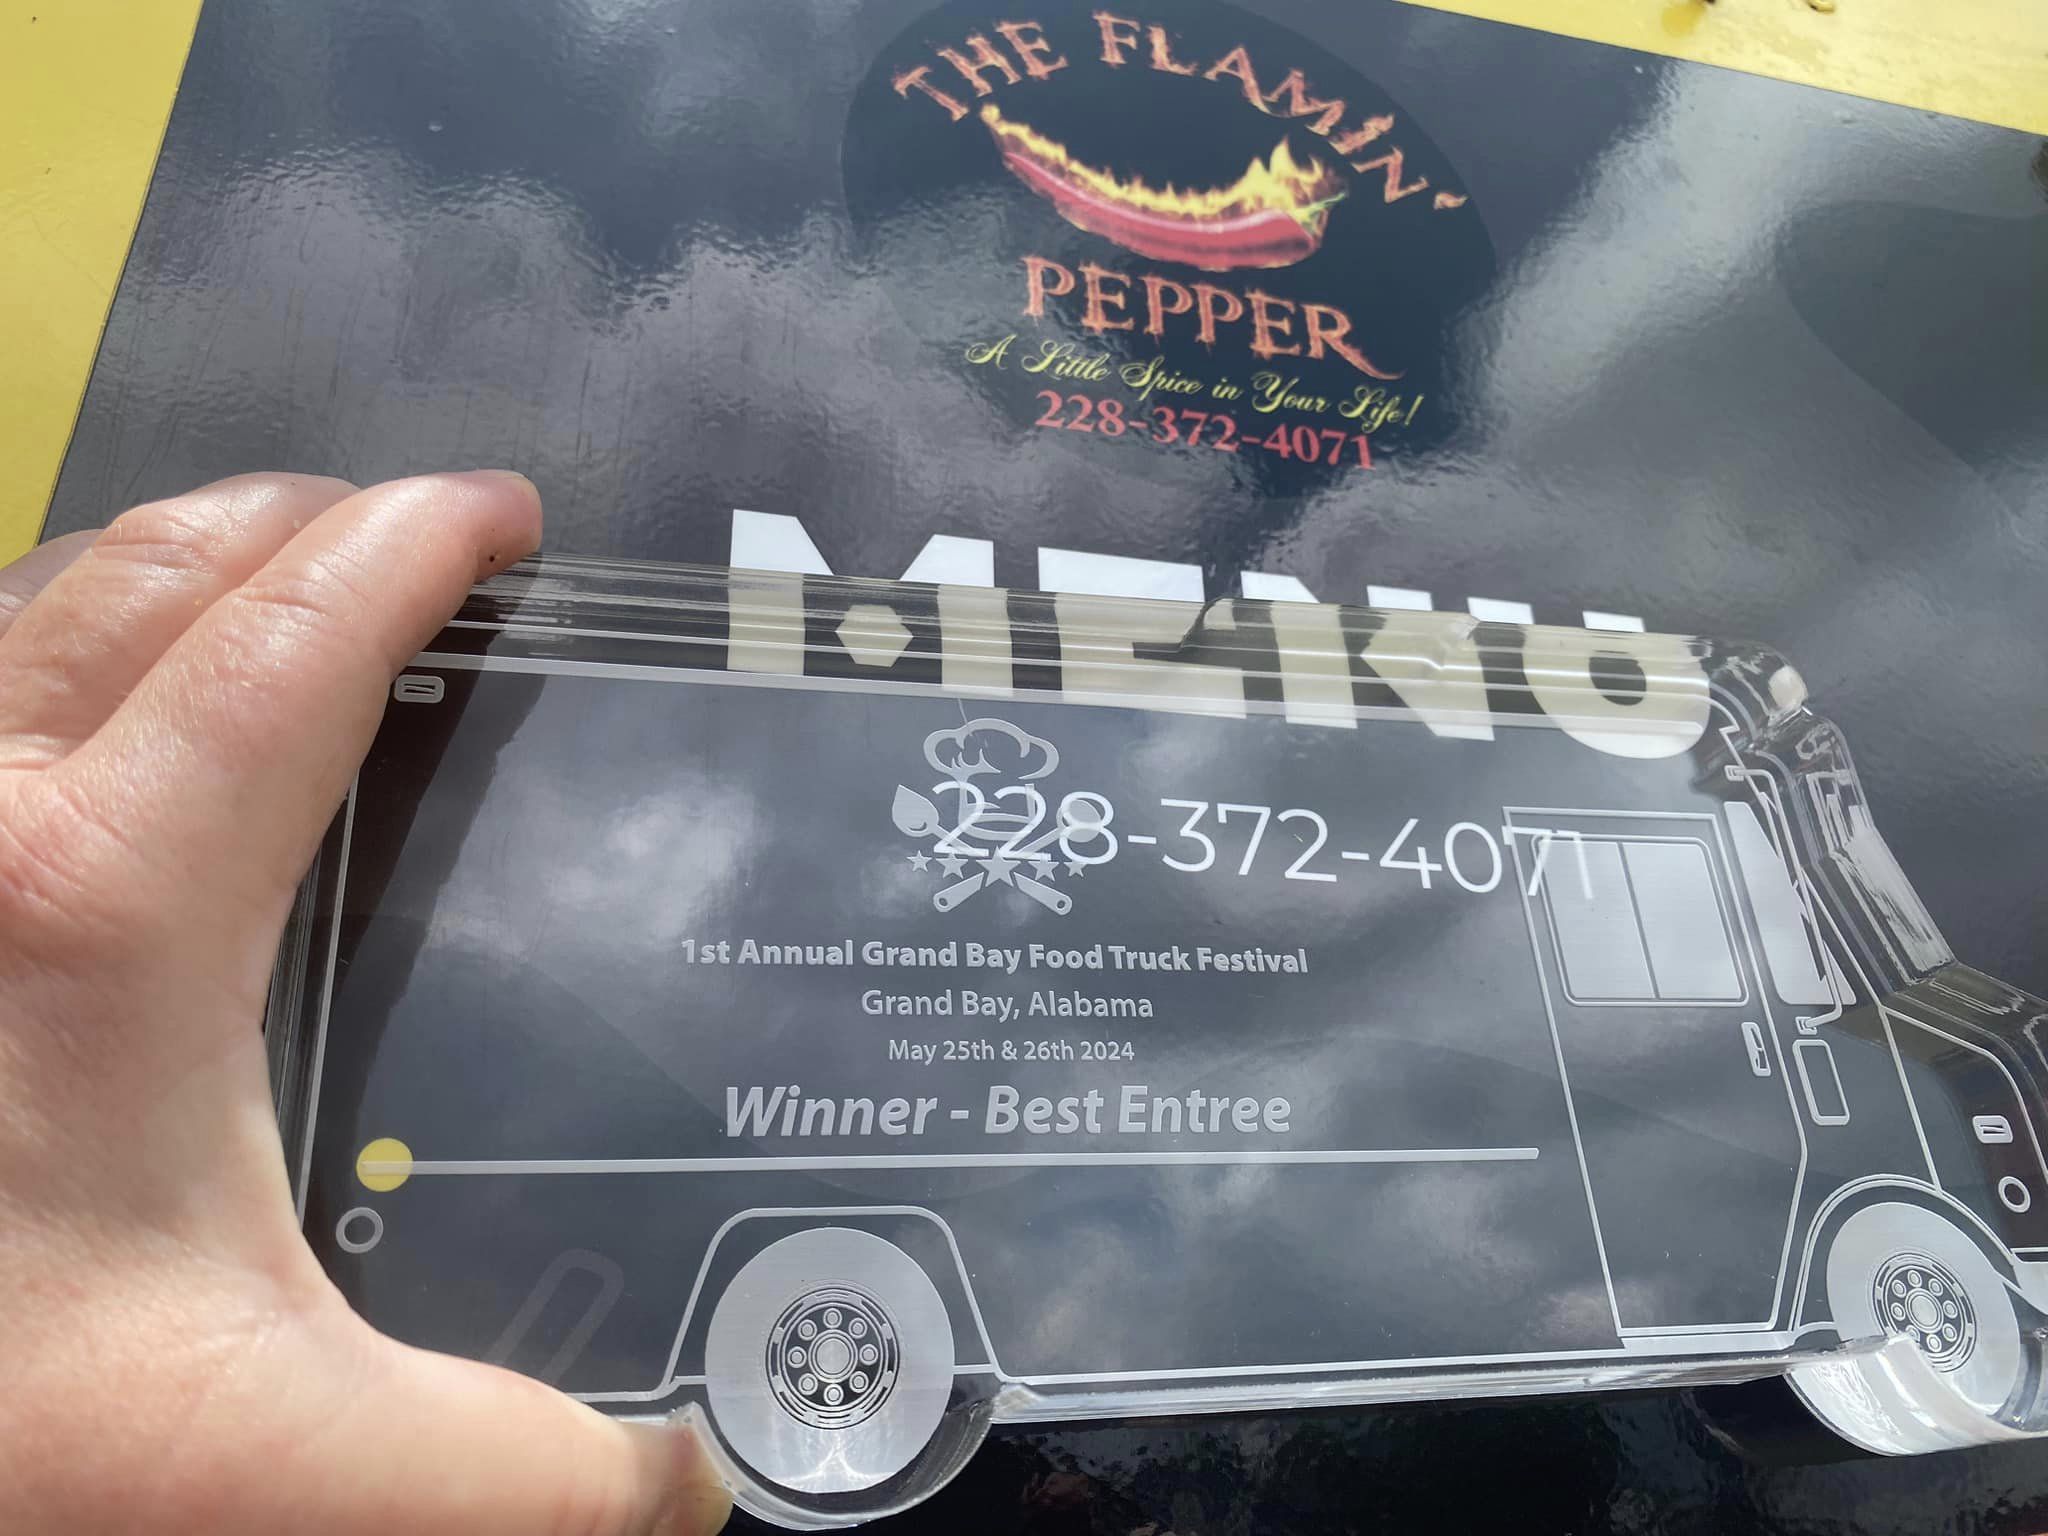 THE FLAMIN'
PEPPER
A Little Spice in Your Life!
228-372-4071
MENU
228-372-4071
1st Annual Grand Bay Food Truck Festival
Grand Bay, Alabama
May 25th & 26th 2024
Winner - Best Entree